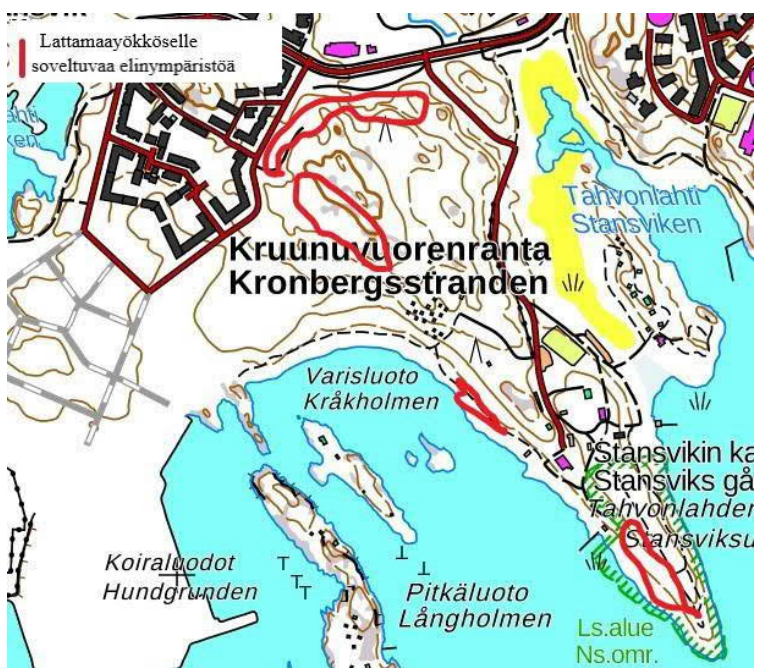 Lattamaayökköselle
soveltuvaa elinympäristöä
Tahvonlahti
Stansviken
Kruunuvuorenranta
Kronbergsstranden
Varisluoto
Kråkholmen
Stansvikin ka
Stansviks gå
Tahvonlahden
Stansviksu
Koiraluodot
Hundgrunden
Pitkäluoto
Långholmen
Ls.alue
Ns.omr.